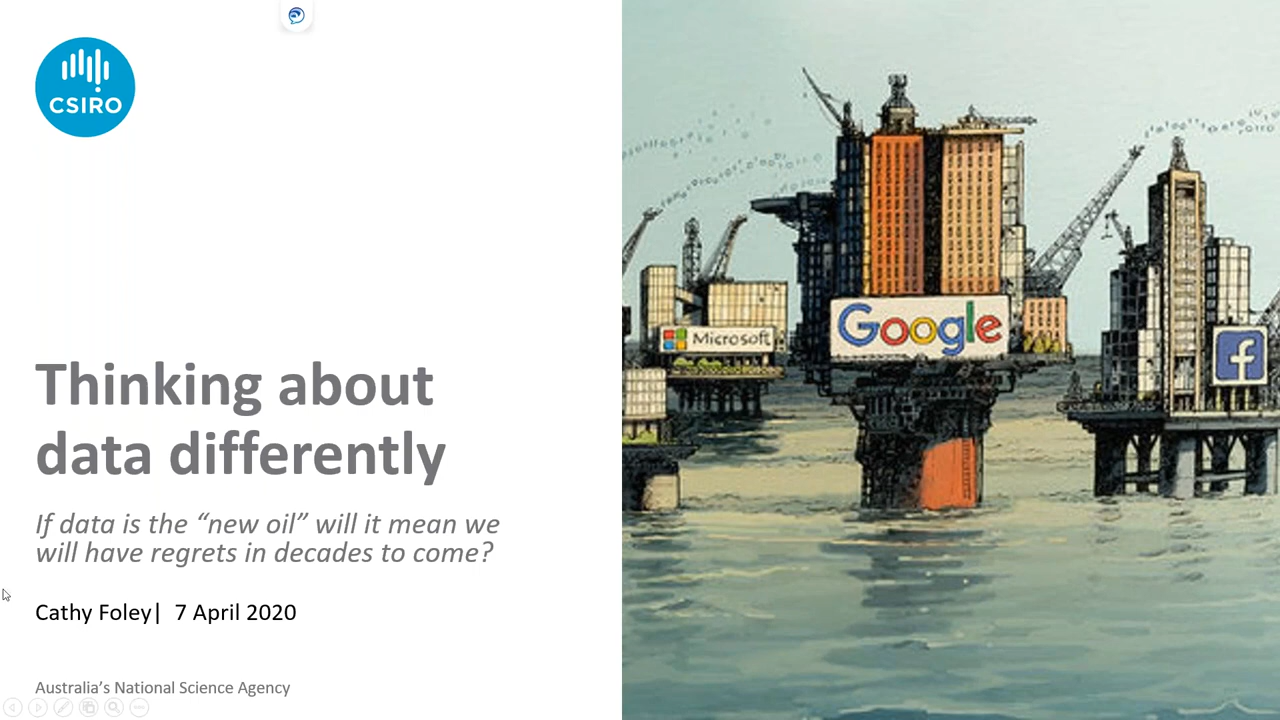 CSIRO
Thinking about
data differently
If data is the “new oil” will it mean we
will have regrets in decades to come?
Cathy Foley| 7 April 2020
Australia’s National Science Agency
Microsoft
Google
f